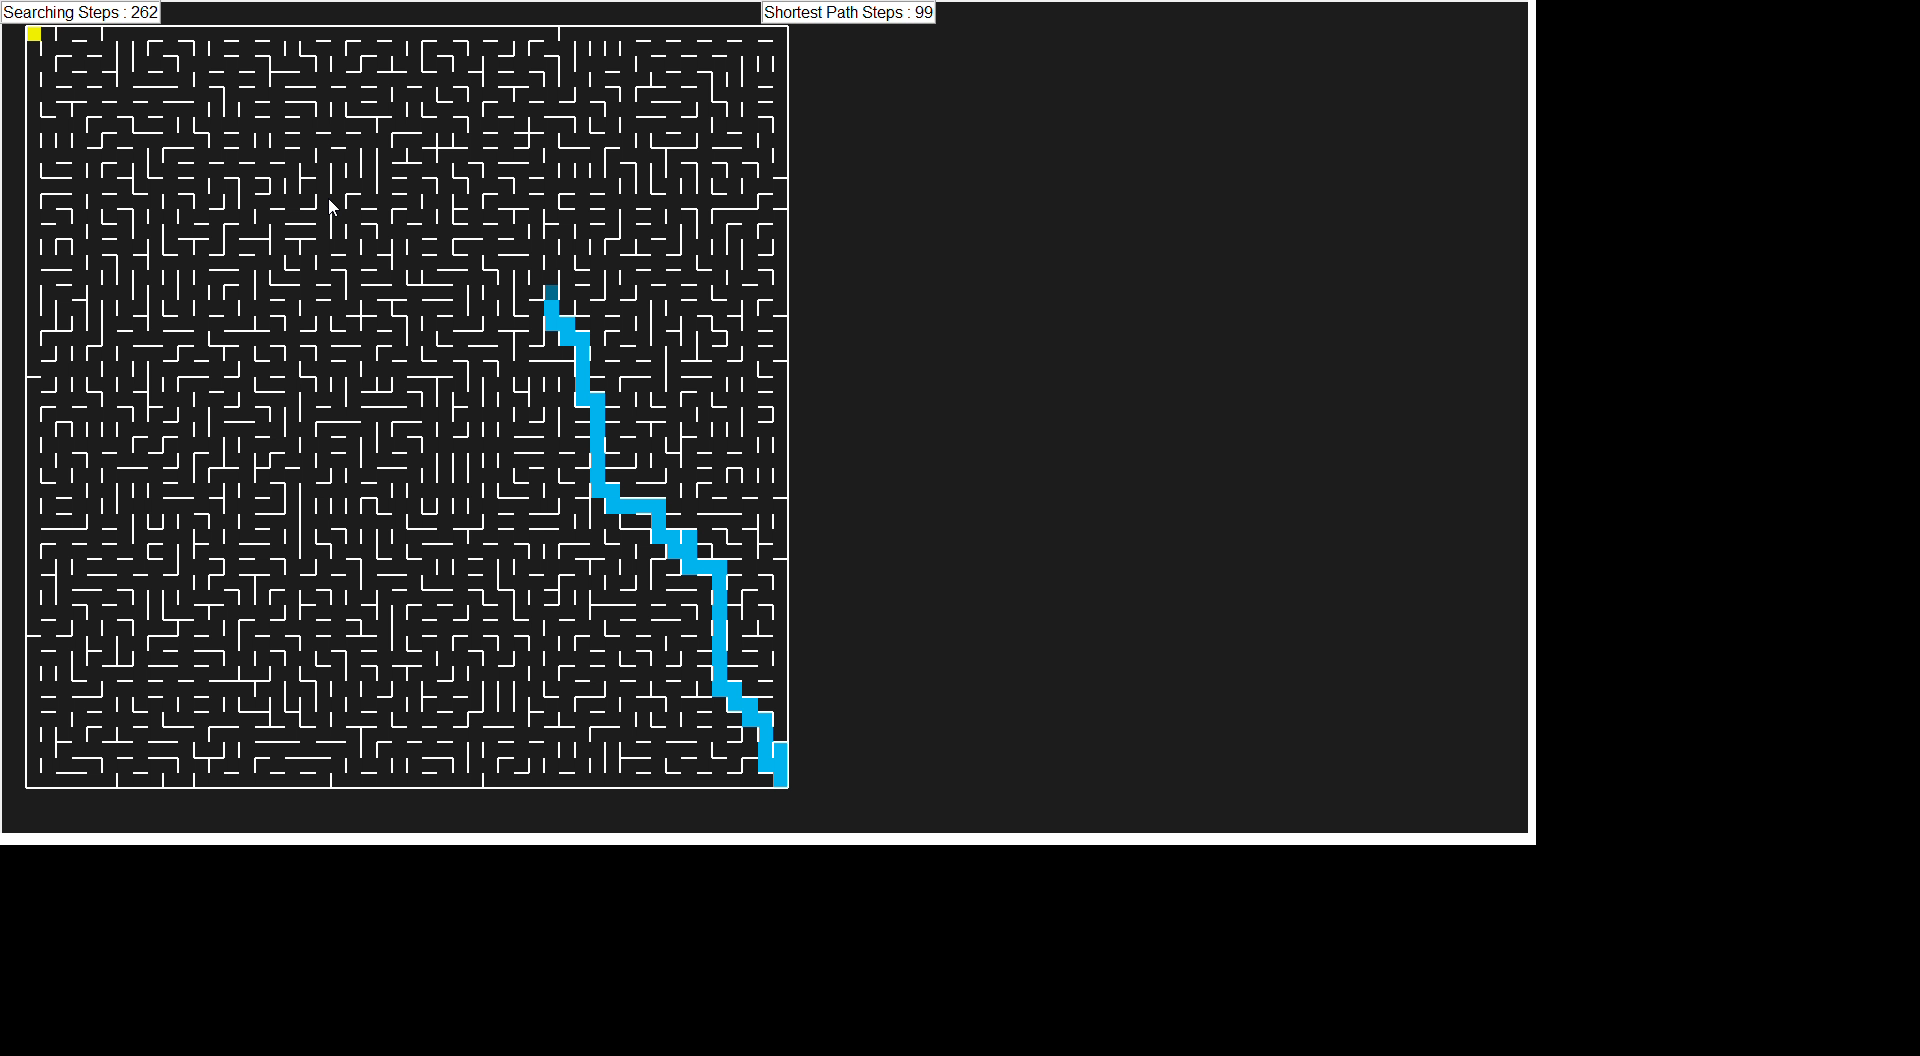 Searching Steps : 262
Shortest Path Steps : 99